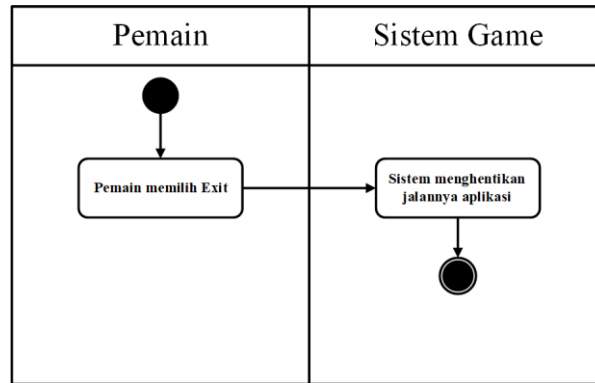 Pemain
Sistem Game
Pemain memilih Exit
Sistem menghentikan
jalannya aplikasi